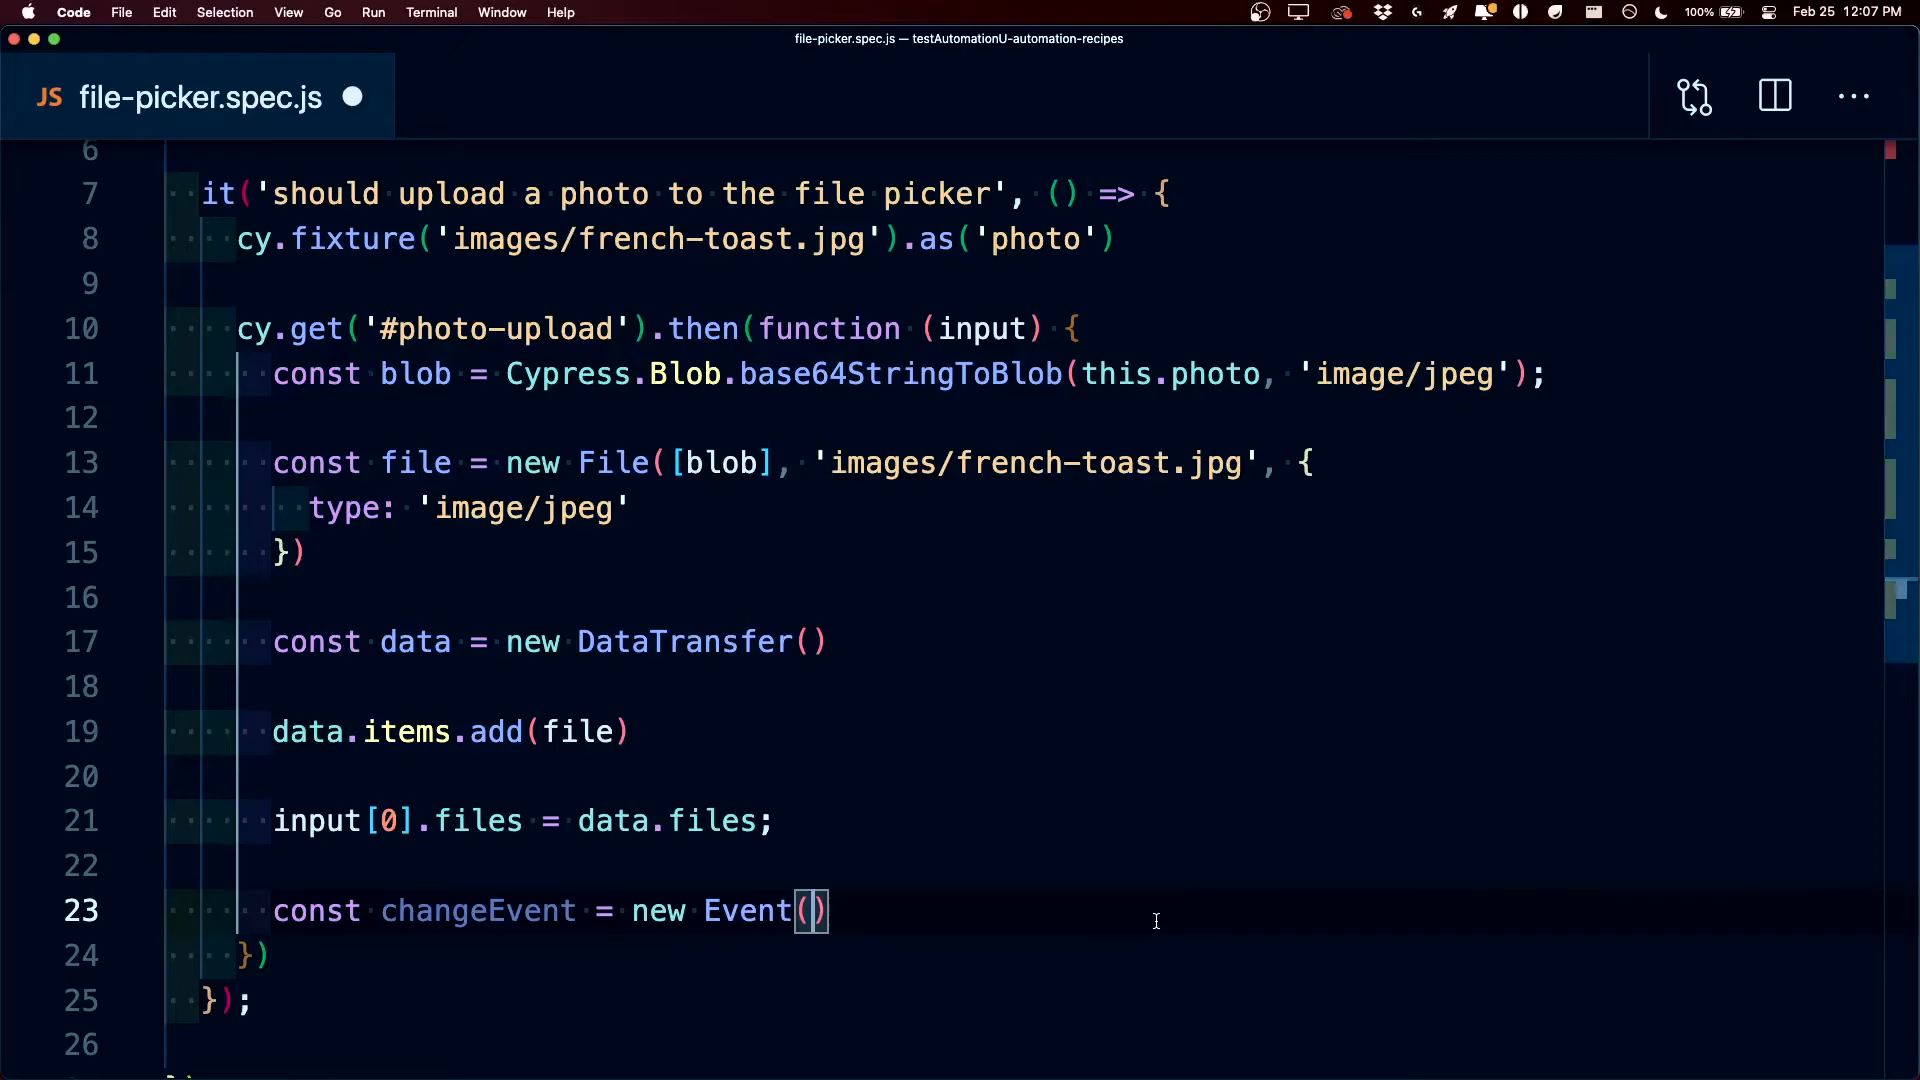 Code File Edit Selection View Go Run Terminal Window Help 100% Feb 25 12:07 PM
file-picker.spec.js — testAutomationU-automation-recipes
JS file-picker.spec.js
6
7 it('should upload a photo to the file picker', () => {
8 cy.fixture('images/french-toast.jpg').as('photo')
9
10 cy.get('#photo-upload').then(function (input) {
11 const blob = Cypress.Blob.base64StringToBlob(this.photo, 'image/jpeg');
12
13 const file = new File([blob], 'images/french-toast.jpg', {
14 type: 'image/jpeg'
15 })
16
17 const data = new DataTransfer()
18
19 data.items.add(file)
20
21 input[0].files = data.files;
22
23 const changeEvent = new Event()
24 })
25 });
26